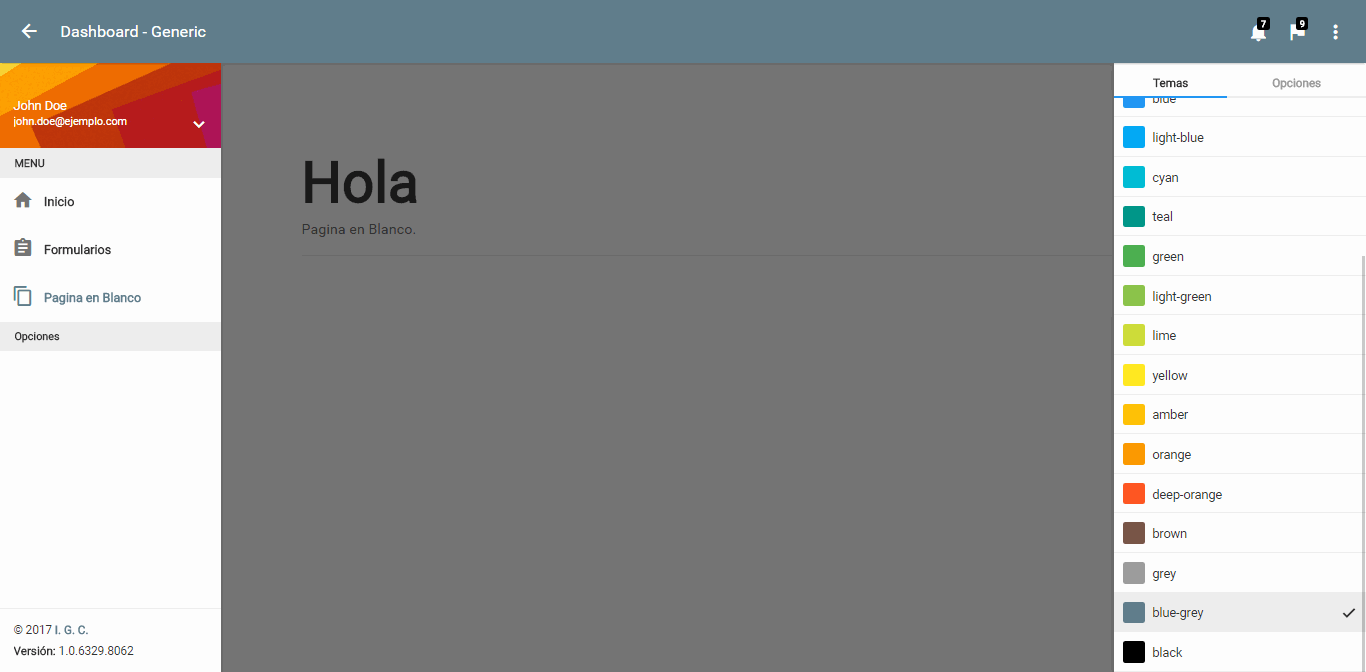 Dashboard - Generic
7
9
John Doe
john.doe@ejemplo.com
MENU
Inicio
Formularios
Pagina en Blanco
Opciones
© 2017 I. G. C.
Versión: 1.0.6329.8062
Hola
Pagina en Blanco.
Temas
Opciones
blue
light-blue
cyan
teal
green
light-green
lime
yellow
amber
orange
deep-orange
brown
grey
blue-grey
black